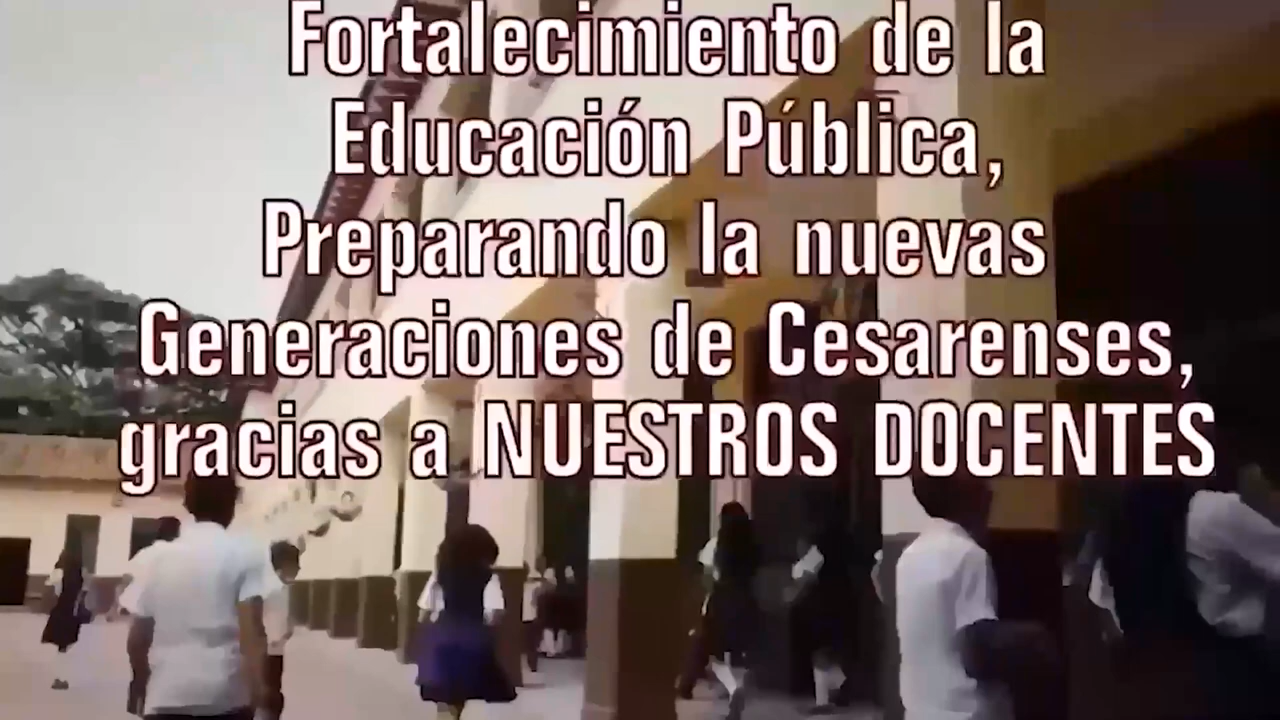 Fortalecimiento de la
Educación Pública,
Preparando la nuevas
Generaciones de Cesarenses,
gracias a NUESTROS DOCENTES